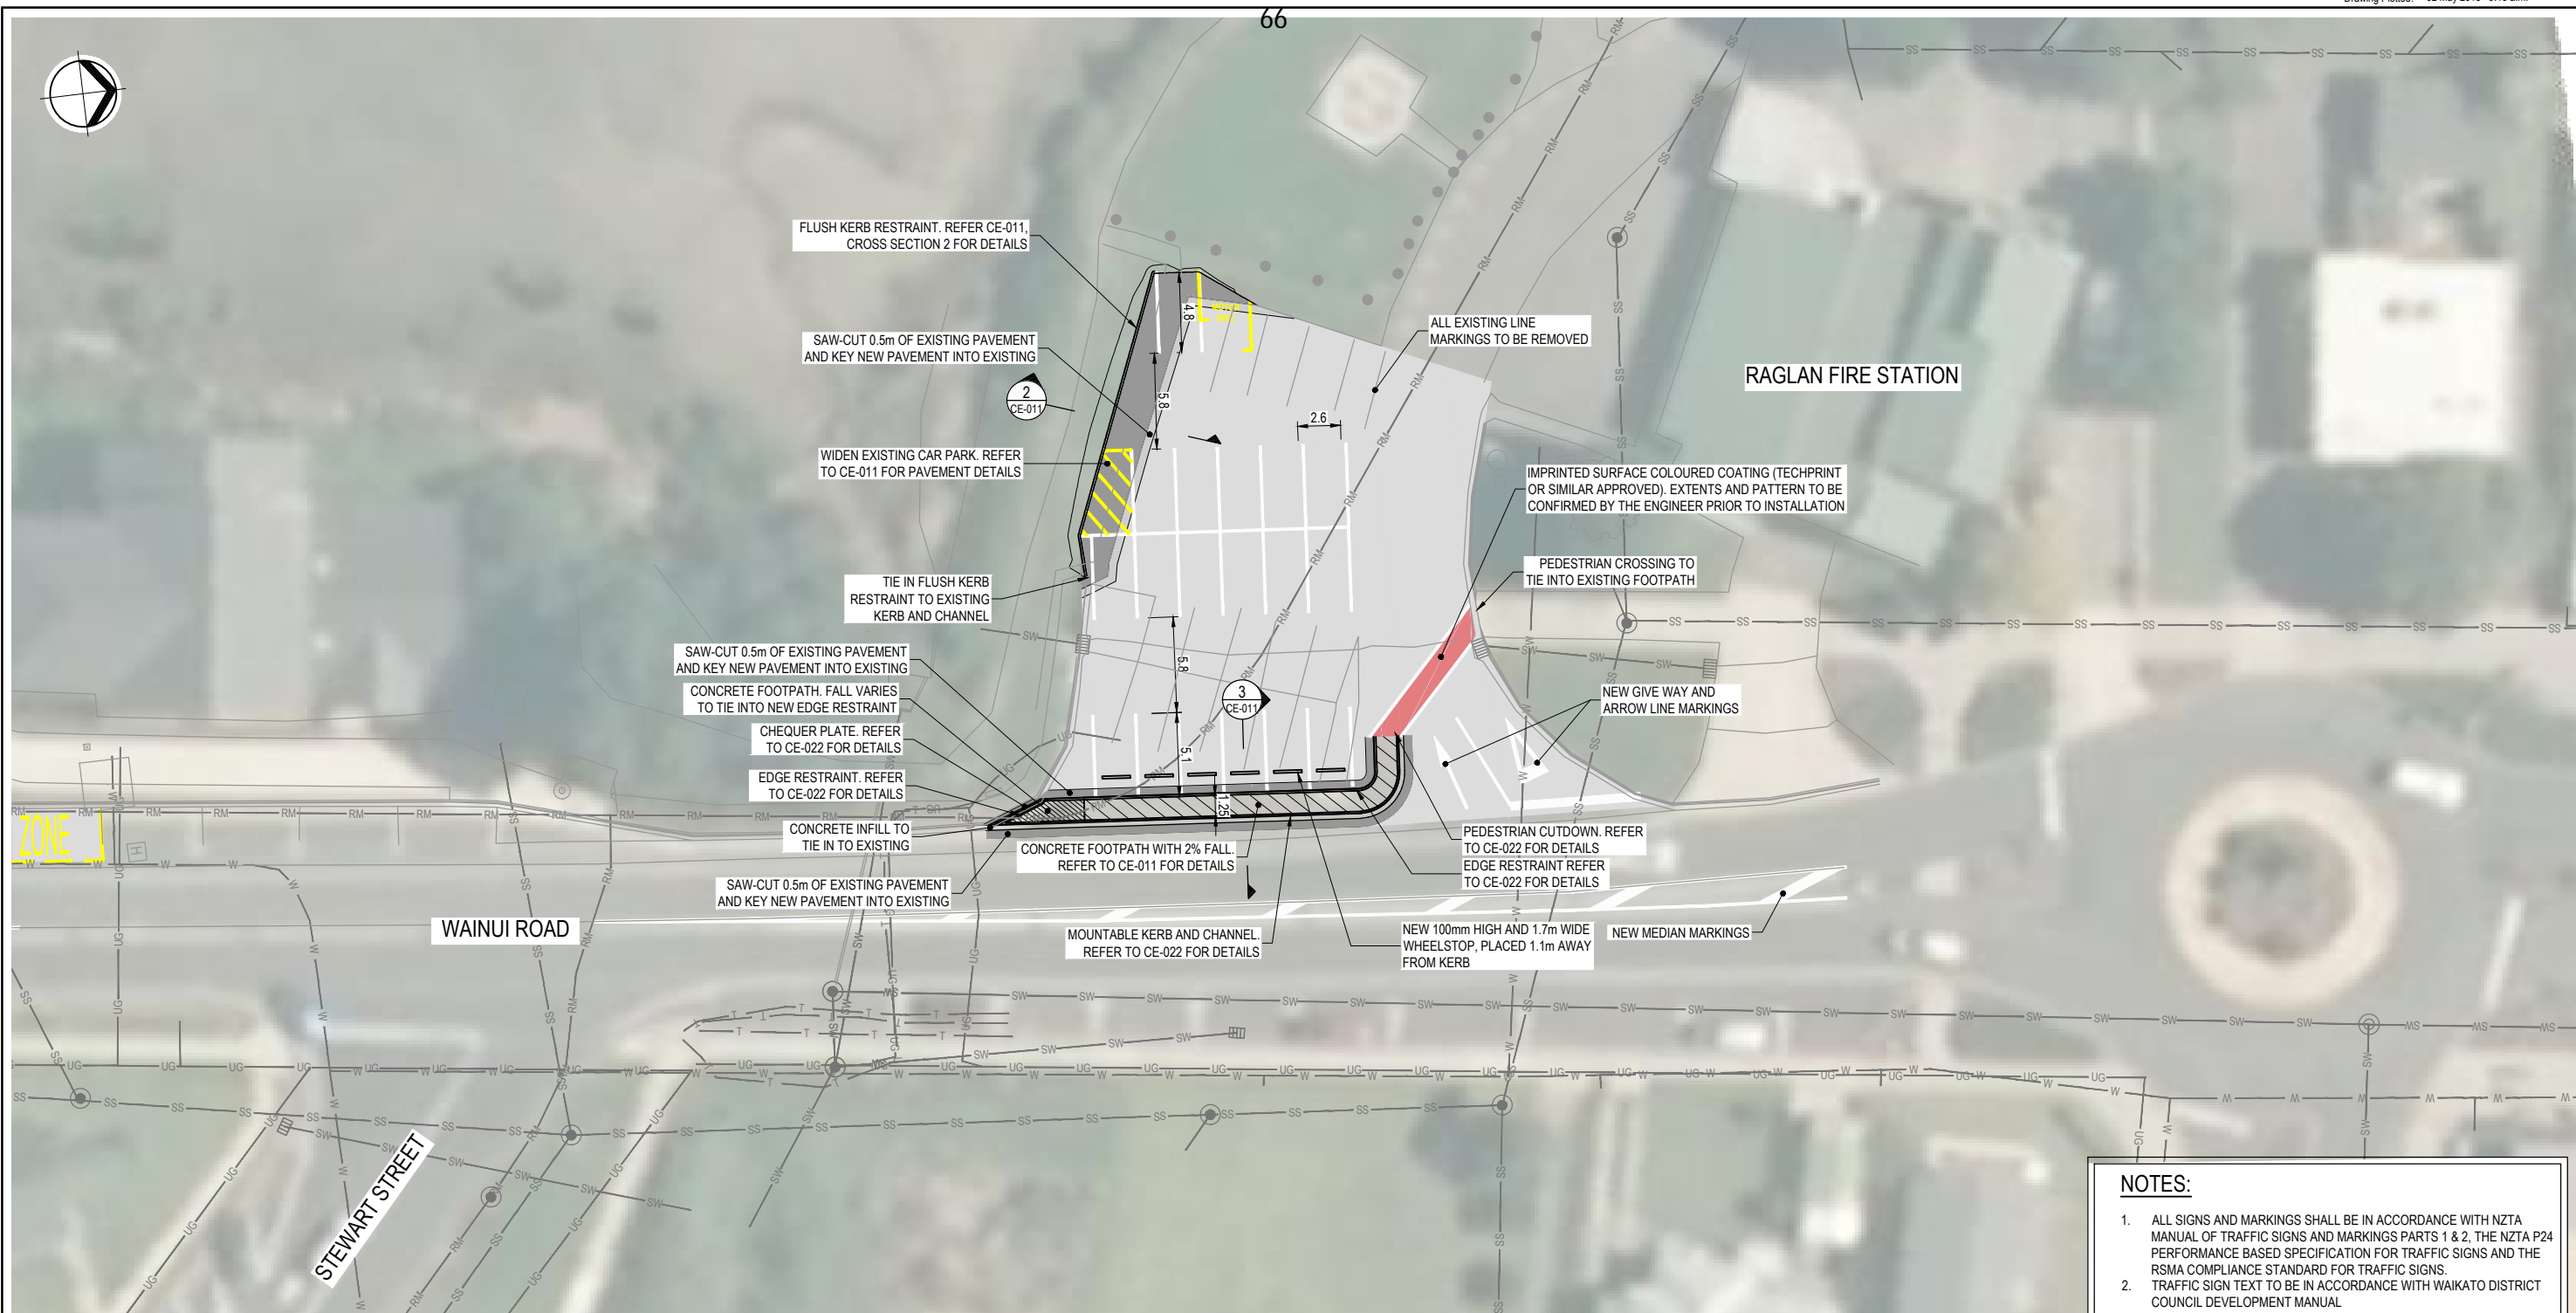 66
FLUSH KERB RESTRAINT. REFER CE-011,
CROSS SECTION 2 FOR DETAILS
SAW-CUT 0.5m OF EXISTING PAVEMENT
AND KEY NEW PAVEMENT INTO EXISTING
2
CE-011
WIDEN EXISTING CAR PARK. REFER
TO CE-011 FOR PAVEMENT DETAILS
TIE IN FLUSH KERB
RESTRAINT TO EXISTING
KERB AND CHANNEL
4.8
5.8
2.6
ALL EXISTING LINE
MARKINGS TO BE REMOVED
RAGLAN FIRE STATION
IMPRINTED SURFACE COLOURED COATING (TECHPRINT
OR SIMILAR APPROVED). EXTENTS AND PATTERN TO BE
CONFIRMED BY THE ENGINEER PRIOR TO INSTALLATION
PEDESTRIAN CROSSING TO
TIE INTO EXISTING FOOTPATH
SAW-CUT 0.5m OF EXISTING PAVEMENT
AND KEY NEW PAVEMENT INTO EXISTING
CONCRETE FOOTPATH. FALL VARIES
TO TIE INTO NEW EDGE RESTRAINT
CHEQUER PLATE. REFER
TO CE-022 FOR DETAILS
EDGE RESTRAINT. REFER
TO CE-022 FOR DETAILS
CONCRETE INFILL TO
TIE IN TO EXISTING
5.8
3
CE-011
5.1
1.25
NEW GIVE WAY AND
ARROW LINE MARKINGS
ZONE
CONCRETE FOOTPATH WITH 2% FALL.
REFER TO CE-011 FOR DETAILS
PEDESTRIAN CUTDOWN. REFER
TO CE-022 FOR DETAILS
EDGE RESTRAINT REFER
TO CE-022 FOR DETAILS
SAW-CUT 0.5m OF EXISTING PAVEMENT
AND KEY NEW PAVEMENT INTO EXISTING
WAINUI ROAD
MOUNTABLE KERB AND CHANNEL.
REFER TO CE-022 FOR DETAILS
NEW 100mm HIGH AND 1.7m WIDE
WHEELSTOP, PLACED 1.1m AWAY
FROM KERB
NEW MEDIAN MARKINGS
STEWART STREET
NOTES:
1. ALL SIGNS AND MARKINGS SHALL BE IN ACCORDANCE WITH NZTA
MANUAL OF TRAFFIC SIGNS AND MARKINGS PARTS 1 & 2, THE NZTA P24
PERFORMANCE BASED SPECIFICATION FOR TRAFFIC SIGNS AND THE
RSMA COMPLIANCE STANDARD FOR TRAFFIC SIGNS.
2. TRAFFIC SIGN TEXT TO BE IN ACCORDANCE WITH WAIKATO DISTRICT
COUNCIL DEVELOPMENT MANUAL